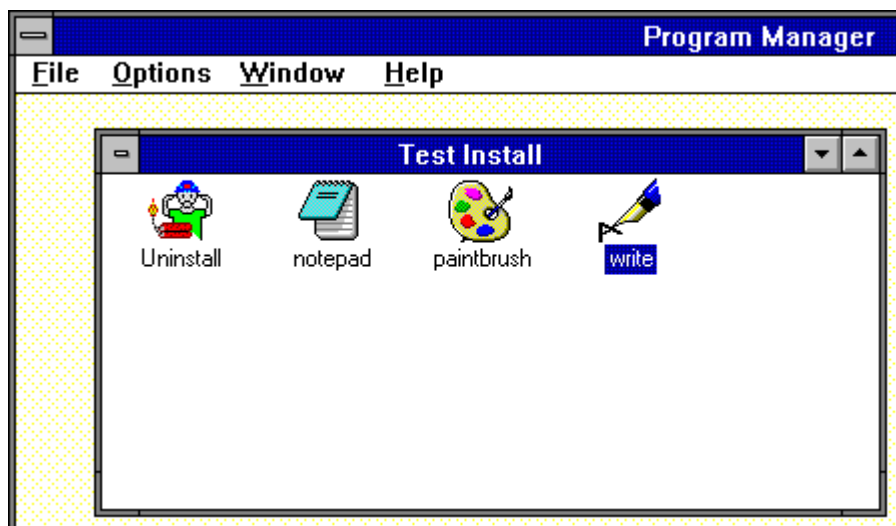 Program Manager
File Options Window Help
Test Install
Uninstall notepad paintbrush write